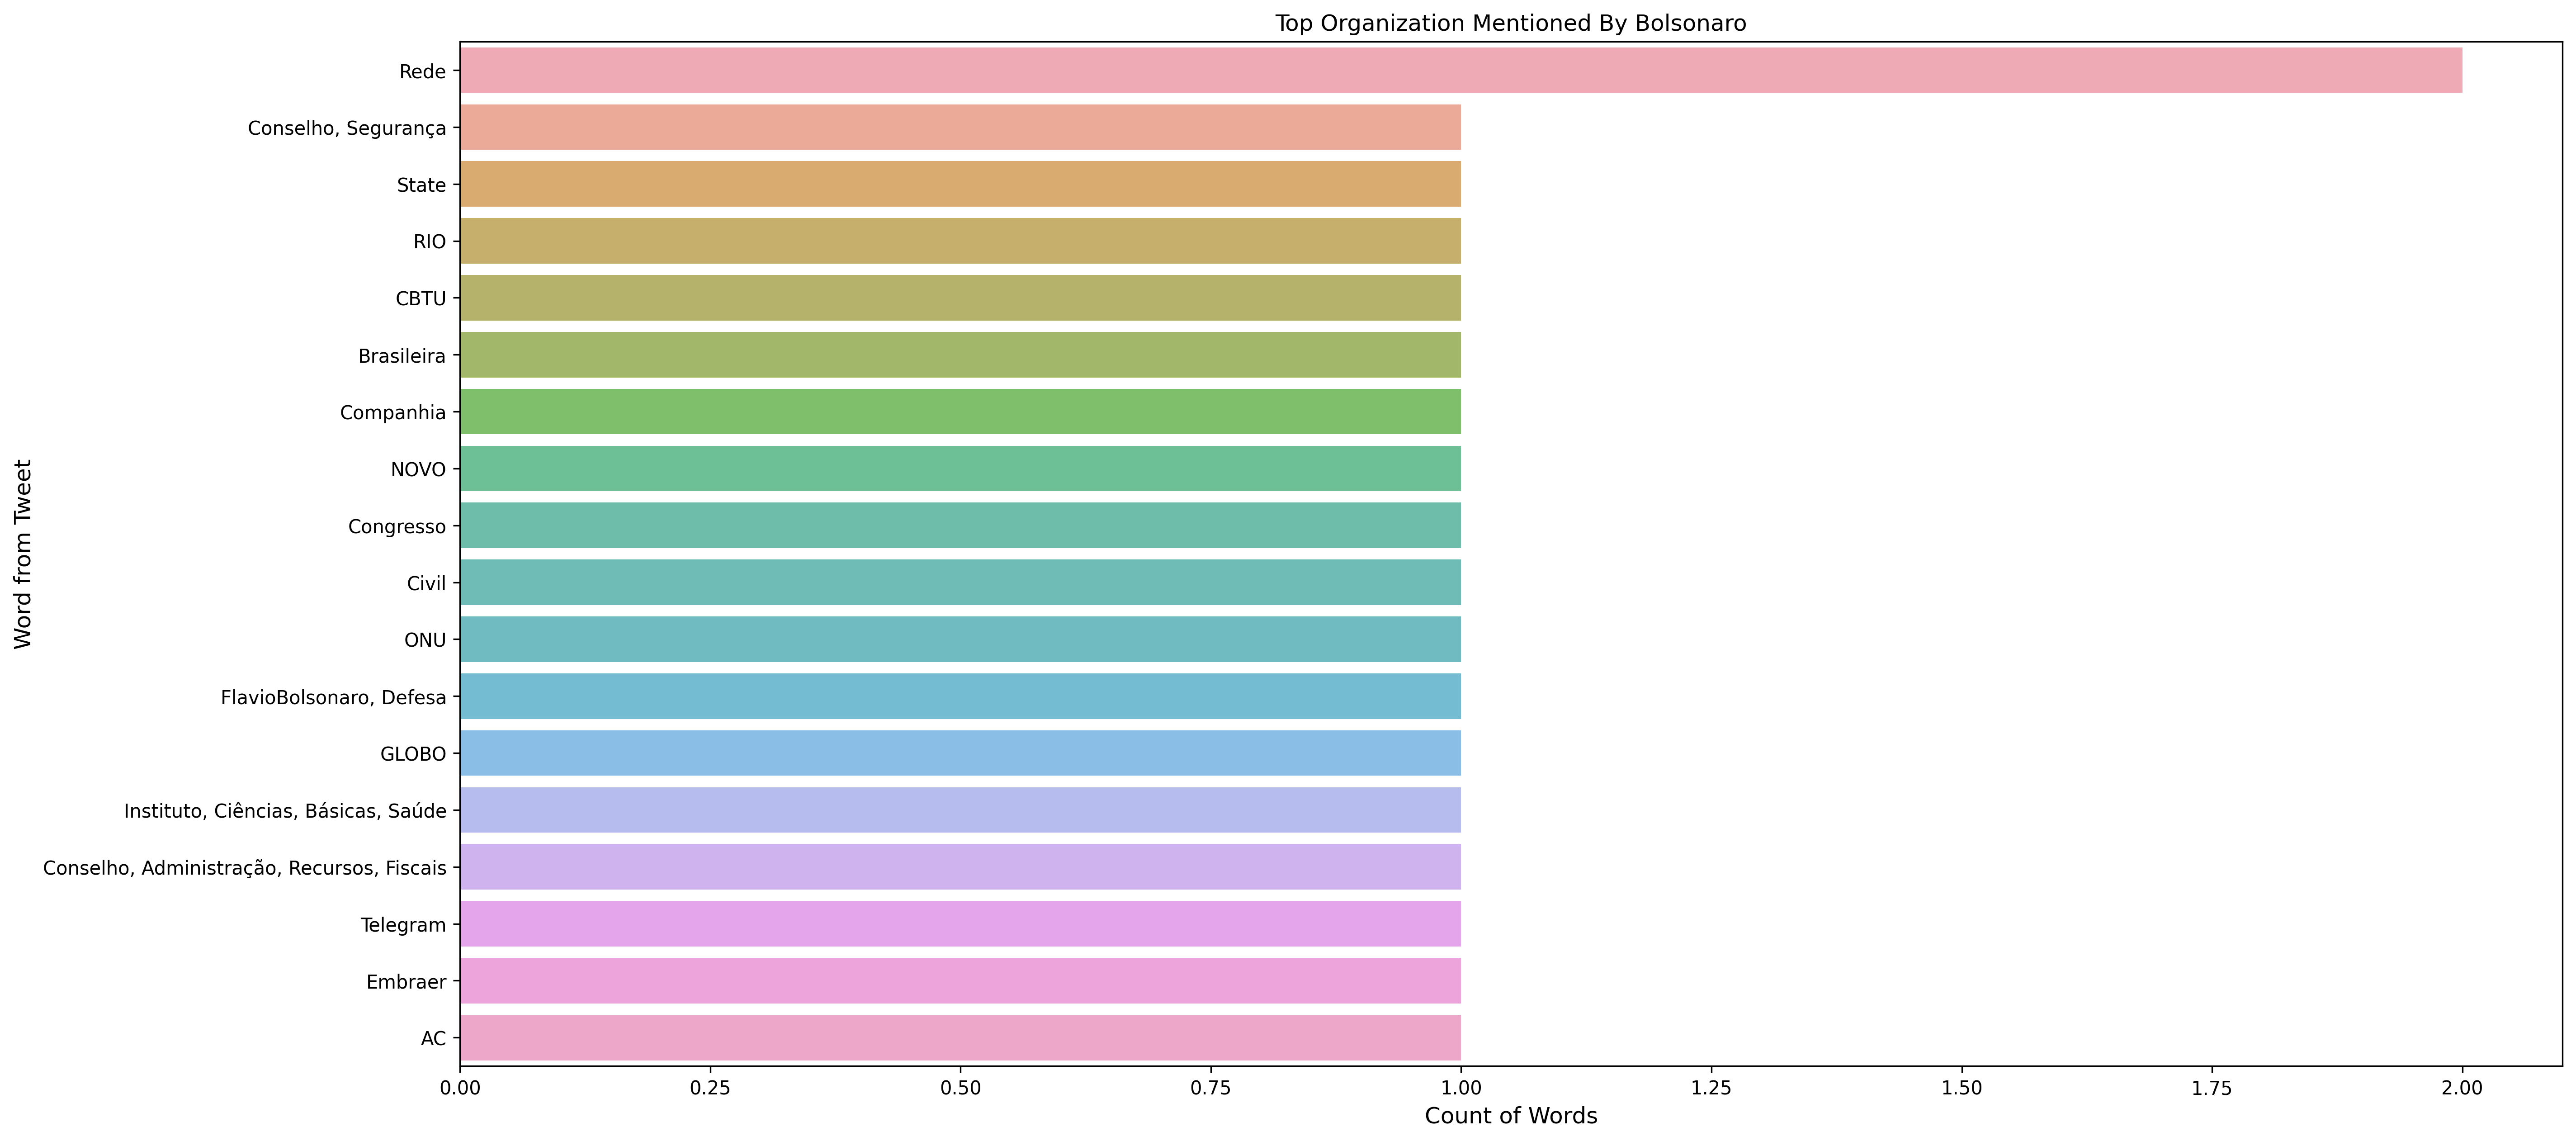 Top Organization Mentioned By Bolsonaro
Word from Tweet
Rede
Conselho, Segurança
State
RIO
CBTU
Brasileira
Companhia
NOVO
Congresso
Civil
ONU
FlavioBolsonaro, Defesa
GLOBO
Instituto, Ciências, Básicas, Saúde
Conselho, Administração, Recursos, Fiscais
Telegram
Embraer
AC
0.00 0.25 0.50 0.75 1.00 1.25 1.50 1.75 2.00
Count of Words